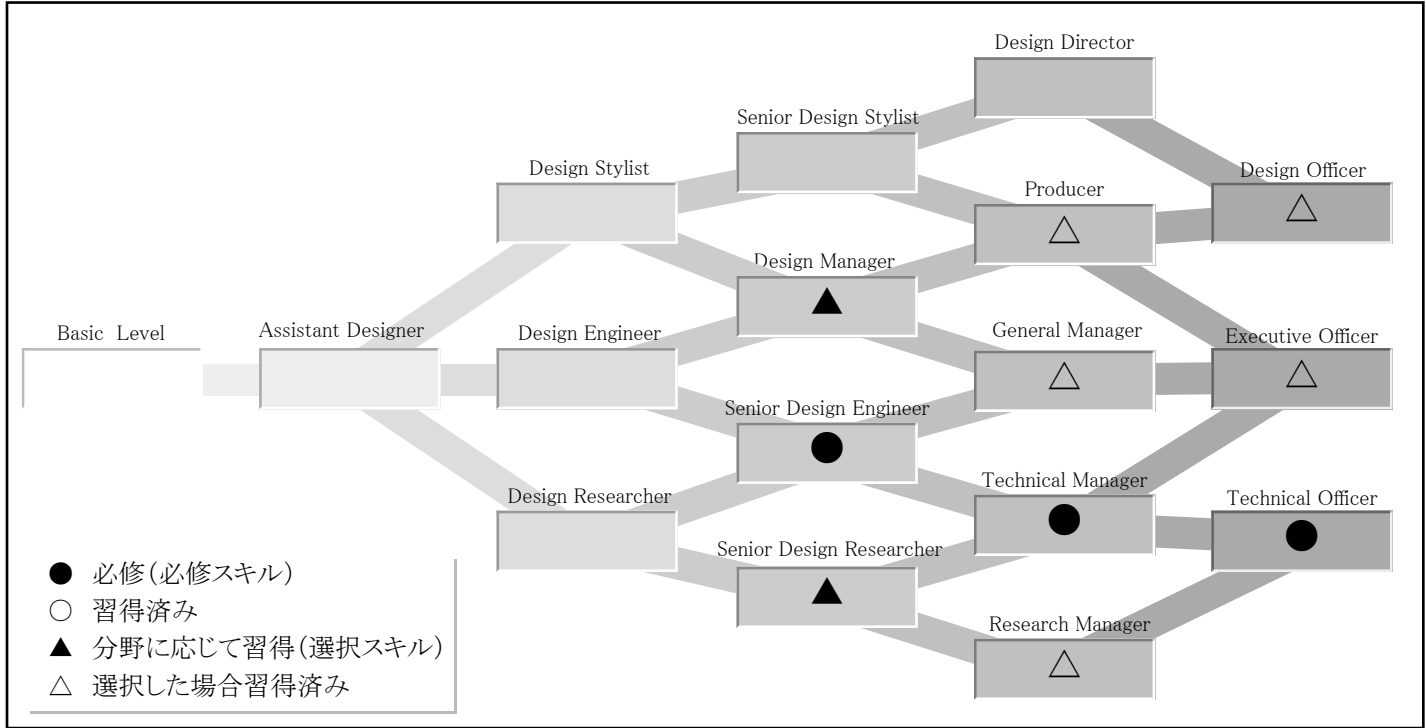 Design Director
Senior Design Stylist
Design Stylist
Design Officer
Producer
△
△
Design Manager
▲
Basic Level
Assistant Designer
Design Engineer
General Manager
Executive Officer
△
△
Senior Design Engineer
●
Design Researcher
Technical Manager
Technical Officer
●
●
Senior Design Researcher
▲
Research Manager
△
● 必修(必修スキル)
○ 習得済み
▲ 分野に応じて習得(選択スキル)
△ 選択した場合習得済み